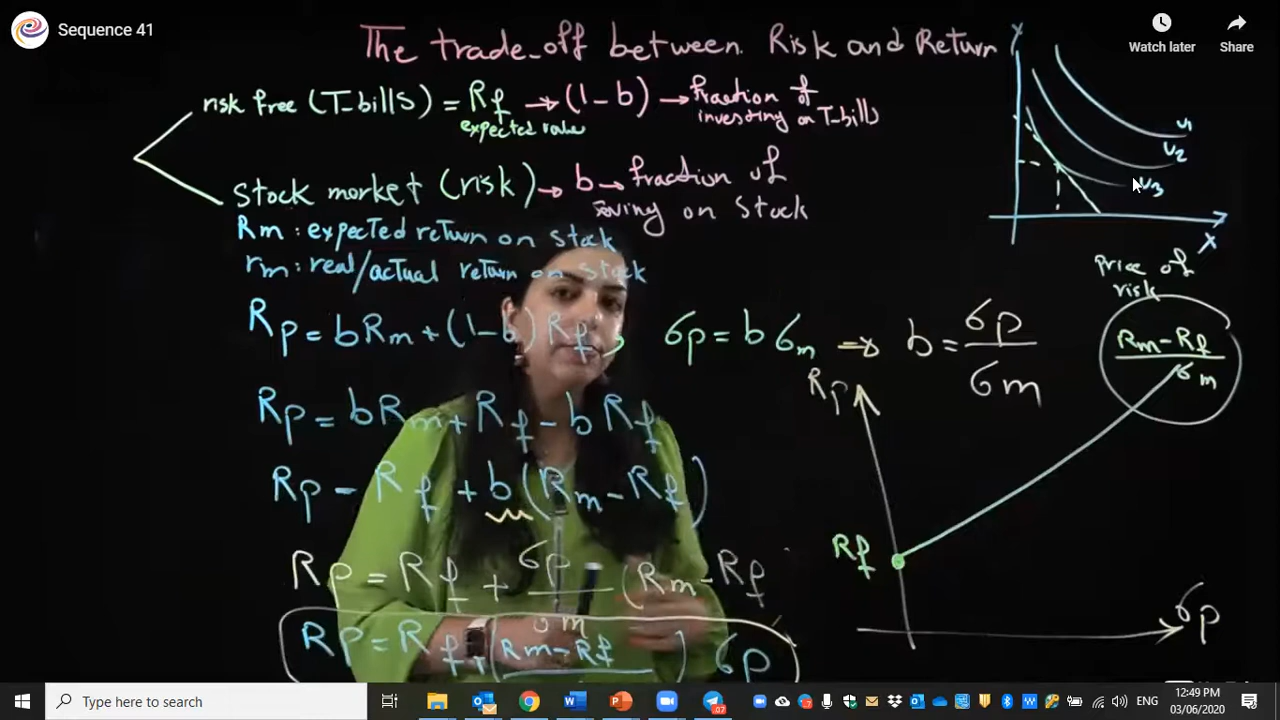 Sequence 41
Watch later
Share
The trade-off between Risk and Return
risk free (T-bills) = Rf → (1-b) → fraction of investing on T-bills
expected value
Stock market (risk) → b → fraction of saving on Stock
Rm: expected return on stock
rm: real/actual return on stock
Rp = bRm + (1-b) Rf
σp = b σm → b = σp/σm
Rp = bRm + Rf - b Rf
Rp - Rf + b (Rm - Rf)
Rp = Rf + σp/σm (Rm - Rf
Rp = Rf + (Rm - Rf ) σp
Y
U1
U2
U3
X
Price of risk
Rm - Rf / σm
Rp
Rf
σp
Type here to search
07
ENG
12:49 PM
03/06/2020